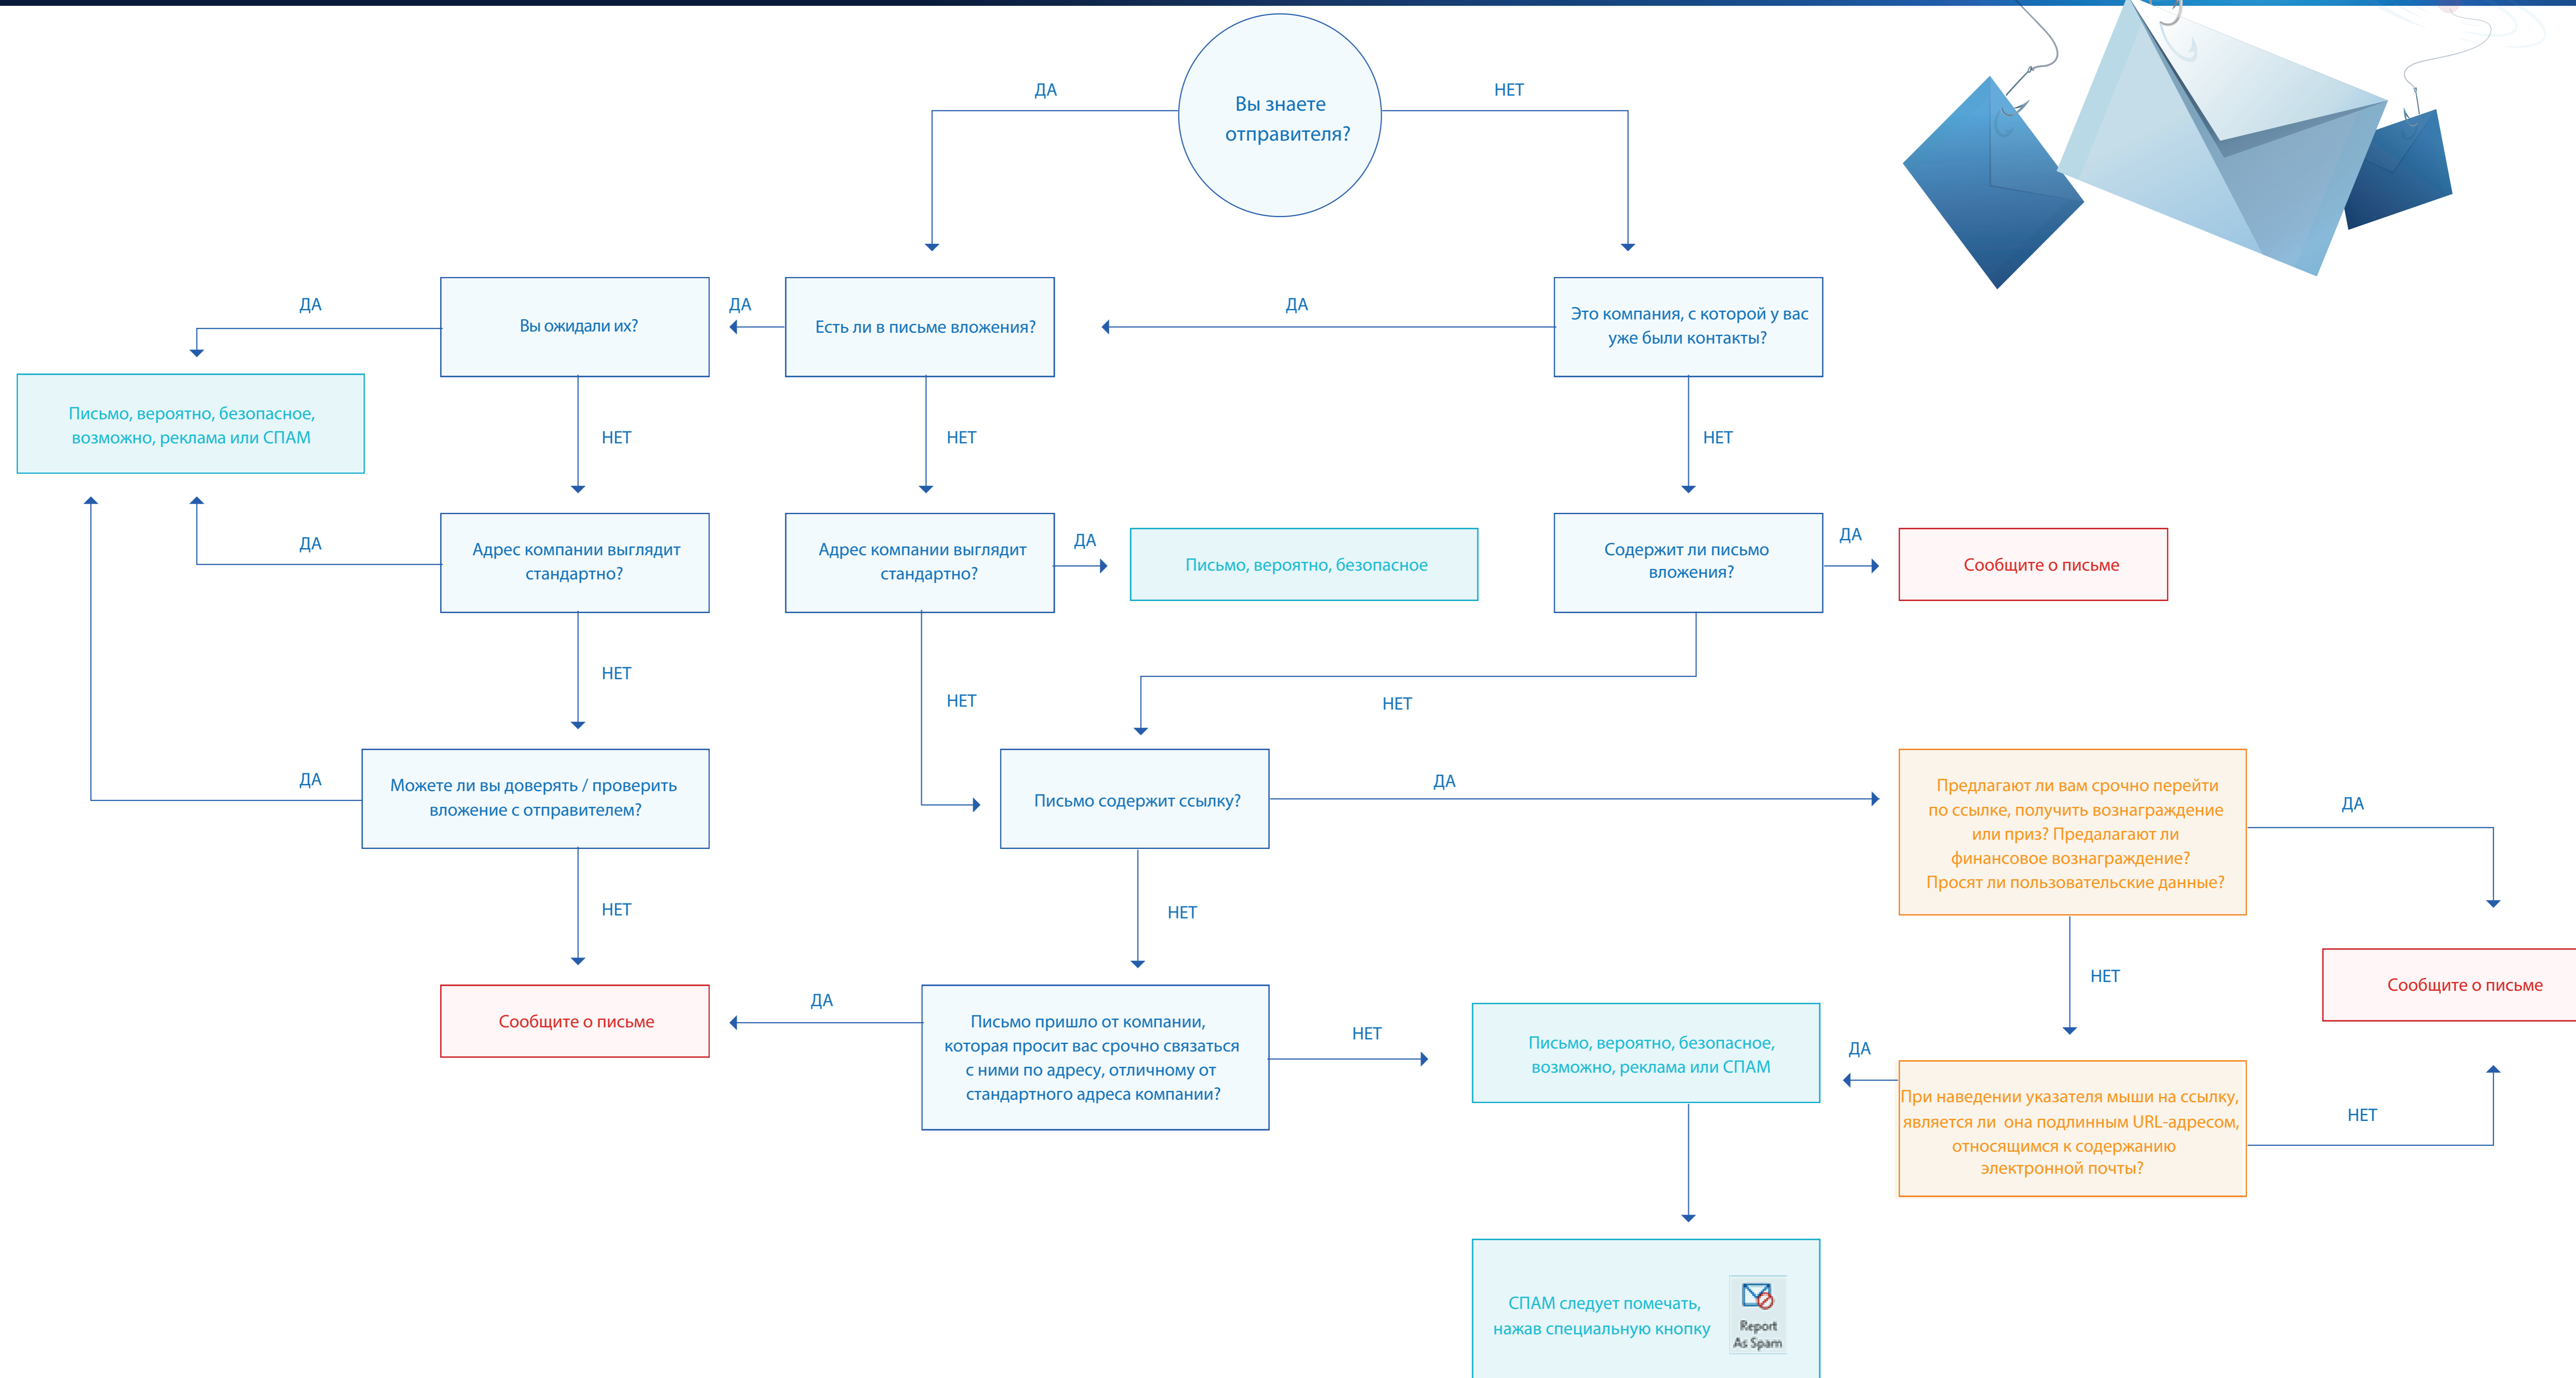 ДА
Вы знаете
отправителя?
НЕТ
ДА
Вы ожидали их?
ДА
Есть ли в письме вложения?
ДА
Это компания, с которой у вас
уже были контакты?
Письмо, вероятно, безопасное,
возможно, реклама или СПАМ
НЕТ
НЕТ
НЕТ
ДА
Адрес компании выглядит
стандартно?
Адрес компании выглядит
стандартно?
ДА
Письмо, вероятно, безопасное
Содержит ли письмо
вложения?
ДА
Сообщите о письме
НЕТ
НЕТ
НЕТ
ДА
Можете ли вы доверять / проверить
вложение с отправителем?
Письмо содержит ссылку?
ДА
Предлагают ли вам срочно перейти
по ссылке, получить вознаграждение
или приз? Предалагают ли
финансовое вознаграждение?
Просят ли пользовательские данные?
ДА
НЕТ
НЕТ
НЕТ
Сообщите о письме
Сообщите о письме
ДА
Письмо пришло от компании,
которая просит вас срочно связаться
с ними по адресу, отличному от
стандартного адреса компании?
НЕТ
Письмо, вероятно, безопасное,
возможно, реклама или СПАМ
ДА
При наведении указателя мыши на ссылку,
является ли она подлинным URL-адресом,
относящимся к содержанию
электронной почты?
НЕТ
СПАМ следует помечать,
нажав специальную кнопку
Report
As Spam